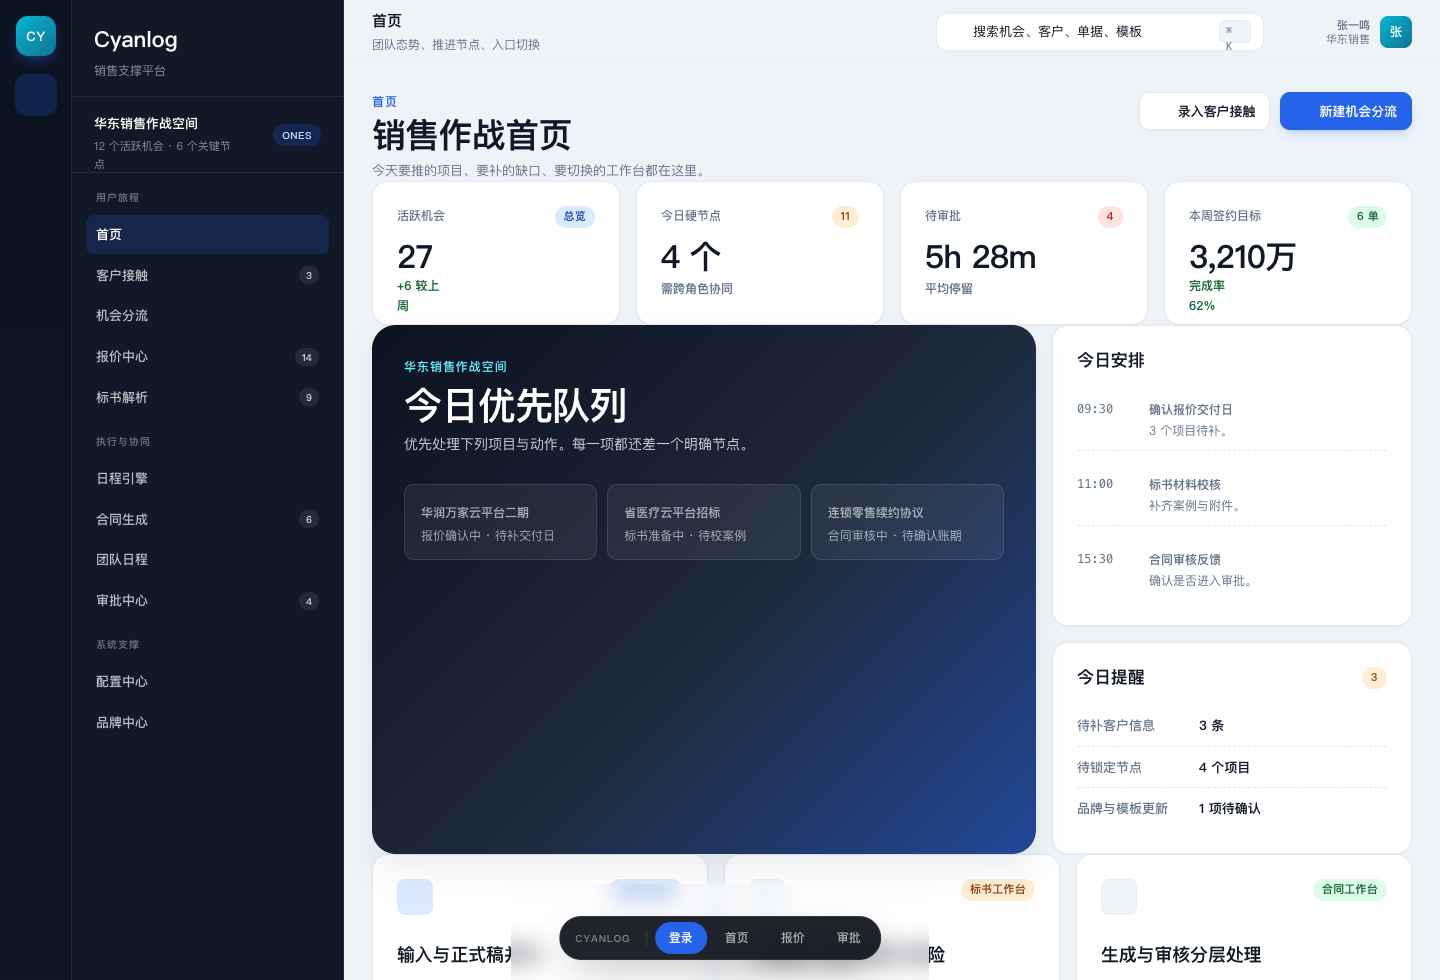 CY
Cyanlog
销售支撑平台
华东销售作战空间
12 个活跃机会 · 6 个关键节
点
ONES
用户旅程
首页
客户接触
3
机会分流
报价中心
14
标书解析
9
执行与协同
日程引擎
合同生成
6
团队日程
审批中心
4
系统支撑
配置中心
品牌中心
首页
团队态势、推进节点、入口切换
搜索机会、客户、单据、模板
⌘
K
张一鸣
华东销售
张
首页
销售作战首页
今天要推的项目、要补的缺口、要切换的工作台都在这里。
录入客户接触
新建机会分流
活跃机会
总览
27
+6 较上
周
今日硬节点
11
4 个
需跨角色协同
待审批
4
5h 28m
平均停留
本周签约目标
6 单
3,210万
完成率
62%
华东销售作战空间
今日优先队列
优先处理下列项目与动作。每一项都还差一个明确节点。
华润万家云平台二期
报价确认中 · 待补交付日
省医疗云平台招标
标书准备中 · 待校案例
连锁零售续约协议
合同审核中 · 待确认账期
今日安排
09:30
确认报价交付日
3 个项目待补。
11:00
标书材料校核
补齐案例与附件。
15:30
合同审核反馈
确认是否进入审批。
今日提醒
3
待补客户信息
3 条
待锁定节点
4 个项目
品牌与模板更新
1 项待确认
输入与正式稿
标书工作台
险
合同工作台
生成与审核分层处理
CYANLOG
登录
首页
报价
审批